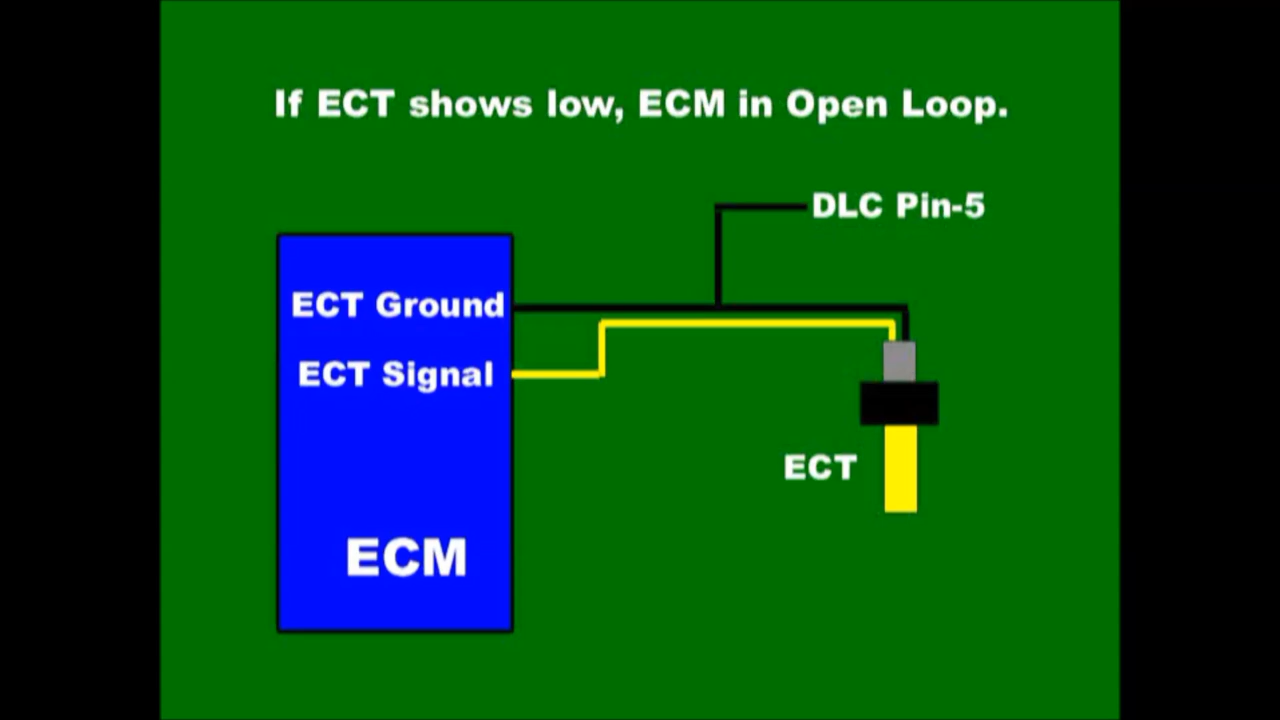 If ECT shows low, ECM in Open Loop.
DLC Pin-5
ECT Ground
ECT Signal
ECT
ECM